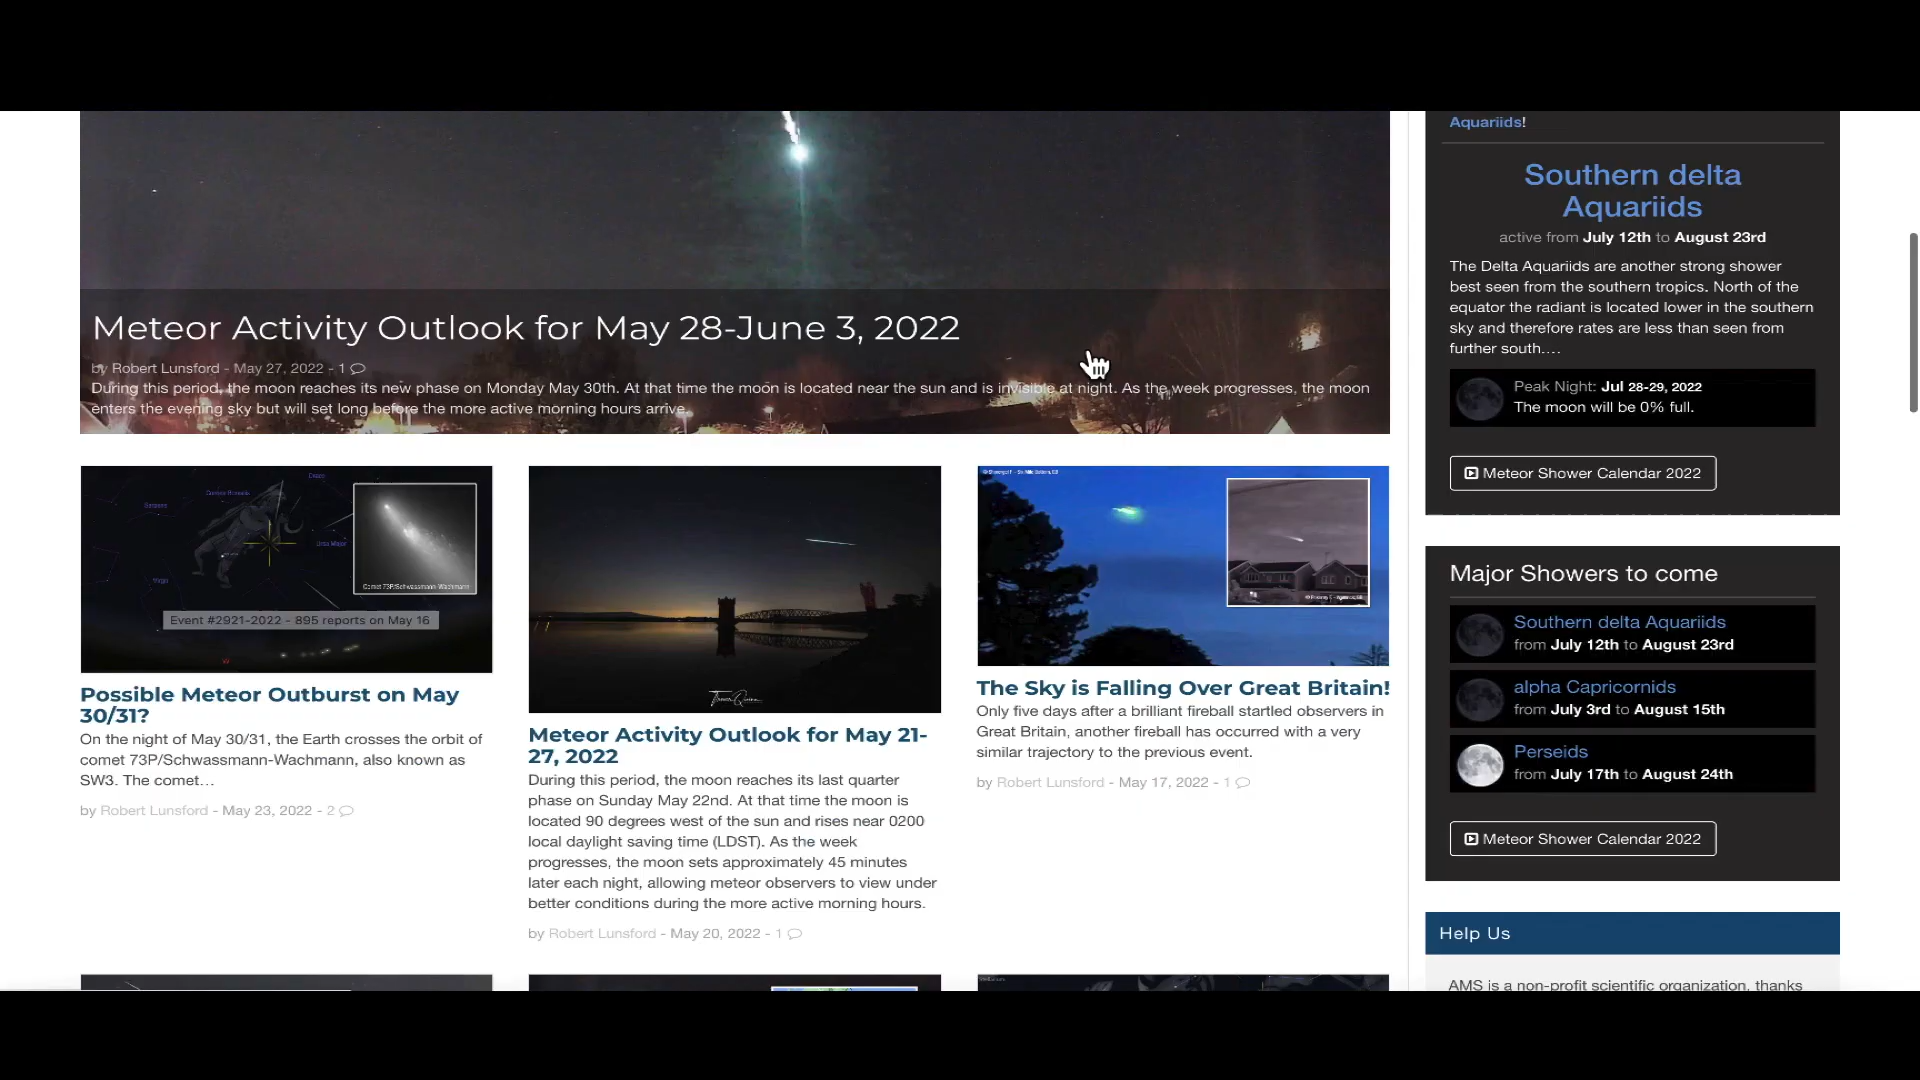 Meteor Activity Outlook for May 28-June 3, 2022
by Robert Lunsford - May 27, 2022 - 1
During this period, the moon reaches its new phase on Monday May 30th. At that time the moon is located near the sun and is invisible at night. As the week progresses, the moon
enters the evening sky but will set long before the more active morning hours arrive.
Comet 73P/Schwassmann-Wachmann
Event #2921-2022 - 895 reports on May 16
Possible Meteor Outburst on May
30/31?
On the night of May 30/31, the Earth crosses the orbit of
comet 73P/Schwassmann-Wachmann, also known as
SW3. The comet…
by Robert Lunsford - May 23, 2022 - 2
Meteor Activity Outlook for May 21-
27, 2022
During this period, the moon reaches its last quarter
phase on Sunday May 22nd. At that time the moon is
located 90 degrees west of the sun and rises near 0200
local daylight saving time (LDST). As the week
progresses, the moon sets approximately 45 minutes
later each night, allowing meteor observers to view under
better conditions during the more active morning hours.
by Robert Lunsford - May 20, 2022 - 1
The Sky is Falling Over Great Britain!
Only five days after a brilliant fireball startled observers in
Great Britain, another fireball has occurred with a very
similar trajectory to the previous event.
by Robert Lunsford - May 17, 2022 - 1
Aquariids!
Southern delta
Aquariids
active from July 12th to August 23rd
The Delta Aquariids are another strong shower
best seen from the southern tropics. North of the
equator the radiant is located lower in the southern
sky and therefore rates are less than seen from
further south.…
Peak Night: Jul 28-29, 2022
The moon will be 0% full.
Meteor Shower Calendar 2022
Major Showers to come
Southern delta Aquariids
from July 12th to August 23rd
alpha Capricornids
from July 3rd to August 15th
Perseids
from July 17th to August 24th
Meteor Shower Calendar 2022
Help Us
AMS is a non-profit scientific organization, thanks